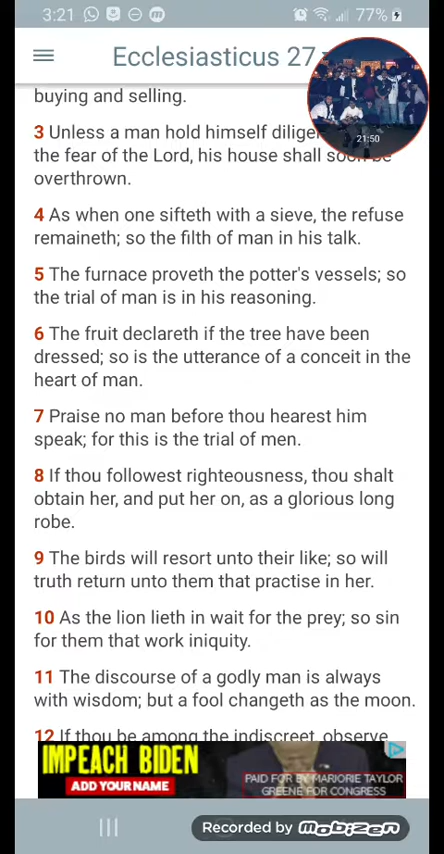 3:21 77%
Ecclesiasticus 27
buying and selling.
21:50
3 Unless a man hold himself
the fear of the Lord, his house shall
overthrown.
4 As when one sifteth with a sieve, the refuse
remaineth; so the filth of man in his talk.
5 The furnace proveth the potter's vessels; so
the trial of man is in his reasoning.
6 The fruit declareth if the tree have been
dressed; so is the utterance of a conceit in the
heart of man.
7 Praise no man before thou hearest him
speak; for this is the trial of men.
8 If thou followest righteousness, thou shalt
obtain her, and put her on, as a glorious long
robe.
9 The birds will resort unto their like; so will
truth return unto them that practise in her.
10 As the lion lieth in wait for the prey; so sin
for them that work iniquity.
11 The discourse of a godly man is always
with wisdom; but a fool changeth as the moon.
12 If thou be among the indiscreet, observe
IMPEACH BIDEN
ADD YOUR NAME
PAID FOR BY MARJORIE TAYLOR
GREENE FOR CONGRESS
Recorded by mobizen